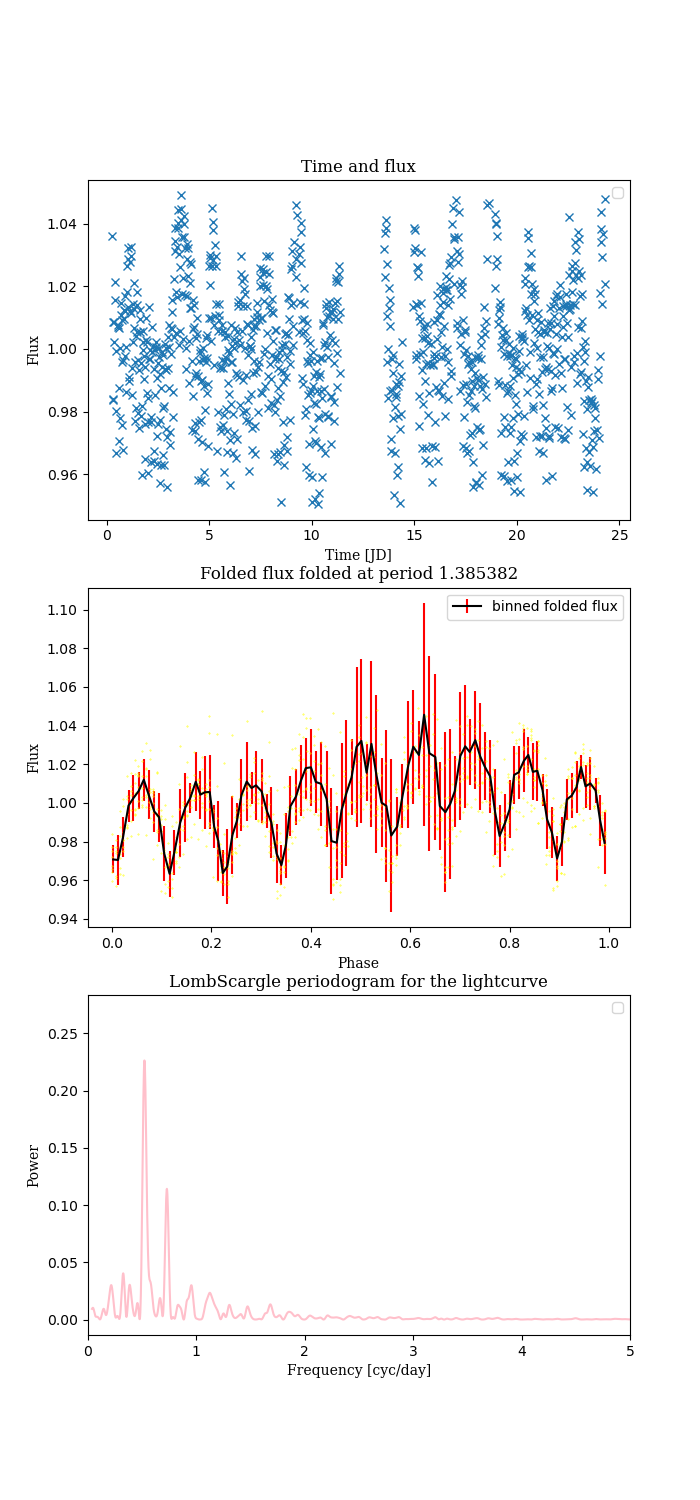 Time and flux
1.04
1.02
1.00
0.98
0.96
Flux
0 5 10 15 20 25
Time [JD]
Folded flux folded at period 1.385382
binned folded flux
1.10
1.08
1.06
1.04
1.02
1.00
0.98
0.96
0.94
Flux
0.0 0.2 0.4 0.6 0.8 1.0
Phase
LombScargle periodogram for the lightcurve
0.25
0.20
0.15
0.10
0.05
0.00
Power
0 1 2 3 4 5
Frequency [cyc/day]